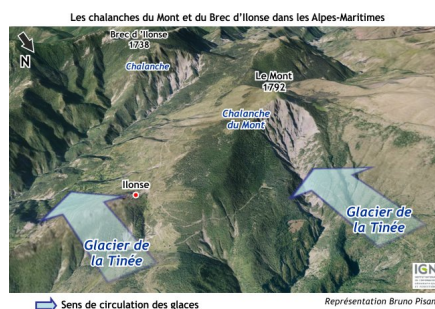 Les chalanches du Mont et du Brec d'Ilonse dans les Alpes-Maritimes
Brec d 'Ilonse
1738
N
Chalanche
Le Mont
1792
Chalanche
du Mont
Ilonse
Glacier de
la Tinée
Glacier de
la Tinée
IGN
Sens de circulation des glaces
Représentation Bruno Pisan